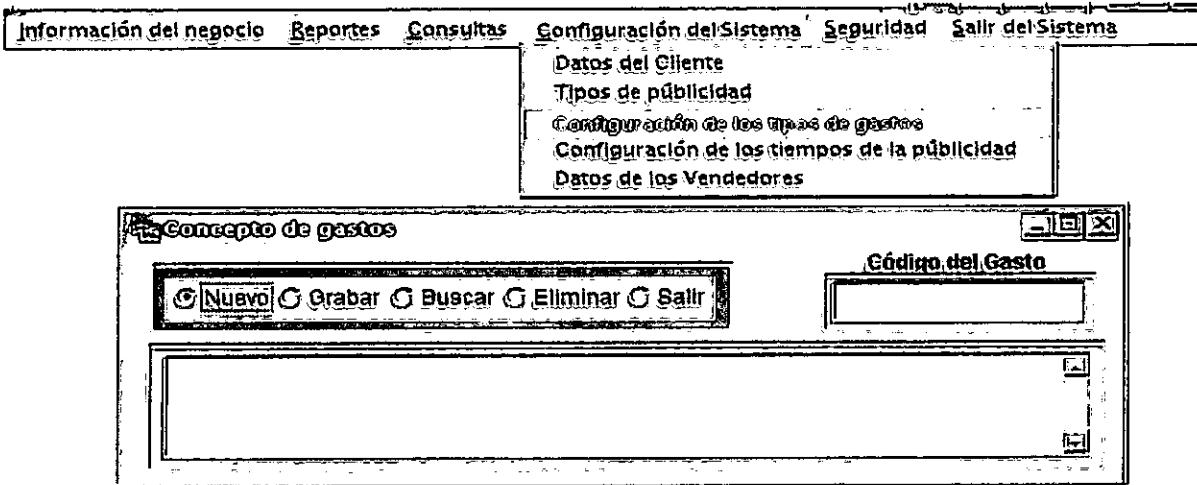 Información del negocio Reportes Consultas Configuración del Sistema Seguridad Salir del Sistema
Datos del Cliente
Tipos de públicidad
Configuración de los tipos de gastos
Configuración de los tiempos de la públicidad
Datos de los Vendedores
Concepto de gastos
Código del Gasto
Nuevo Grabar Buscar Eliminar Salir